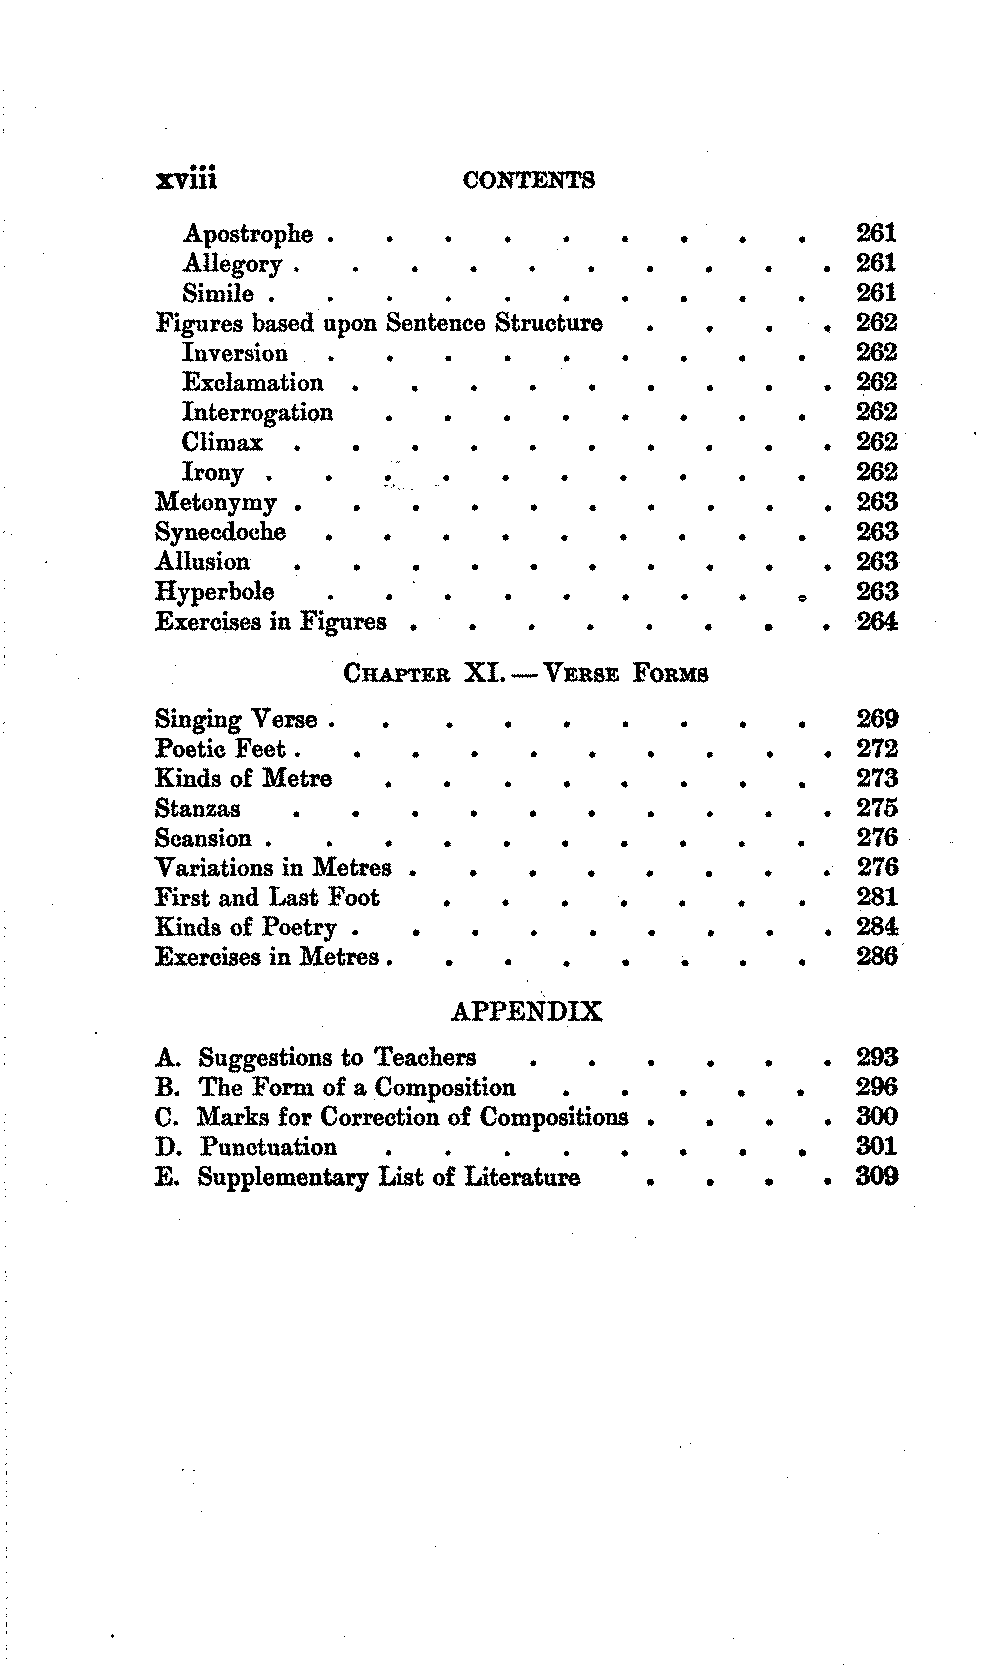 xviii CONTENTS
Apostrophe . . . . . . . . . 261
Allegory . . . . . . . . . . 261
Simile . . . . . . . . . . 261
Figures based upon Sentence Structure . . . . 262
Inversion . . . . . . . . . 262
Exclamation . . . . . . . . . 262
Interrogation . . . . . . . . 262
Climax . . . . . . . . . . 262
Irony . . . . . . . . . . 262
Metonymy . . . . . . . . . . 263
Synecdoche . . . . . . . . . 263
Allusion . . . . . . . . . . 263
Hyperbole . . . . . . . . . 263
Exercises in Figures . . . . . . . . 264
CHAPTER XI. — VERSE FORMS
Singing Verse . . . . . . . . . 269
Poetic Feet . . . . . . . . . . 272
Kinds of Metre . . . . . . . . 273
Stanzas . . . . . . . . . . 275
Scansion . . . . . . . . . . 276
Variations in Metres . . . . . . . . 276
First and Last Foot . . . . . . . 281
Kinds of Poetry . . . . . . . . . 284
Exercises in Metres . . . . . . . . 286
APPENDIX
A. Suggestions to Teachers . . . . . . 293
B. The Form of a Composition . . . . . 296
C. Marks for Correction of Compositions . . . . 300
D. Punctuation . . . . . . . . 301
E. Supplementary List of Literature . . . . 309